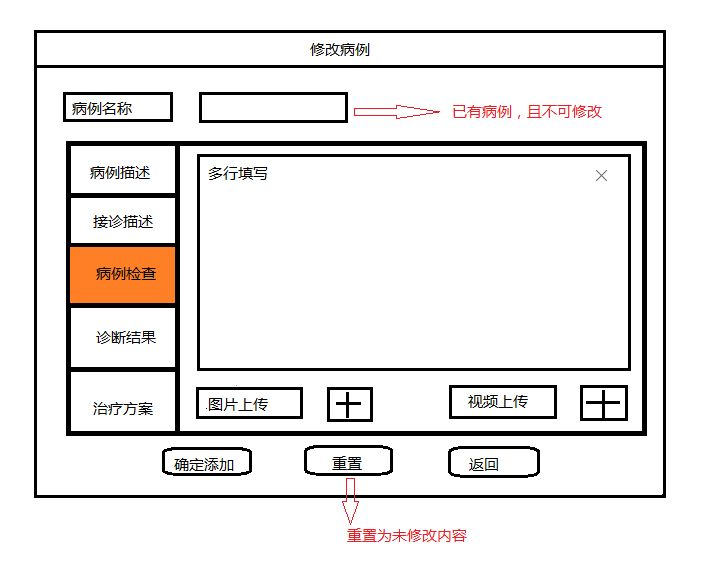 修改病例
病例名称
已有病例，且不可修改
病例描述
多行填写
接诊描述
病例检查
诊断结果
治疗方案
图片上传
视频上传
确定添加
重置
返回
重置为未修改内容